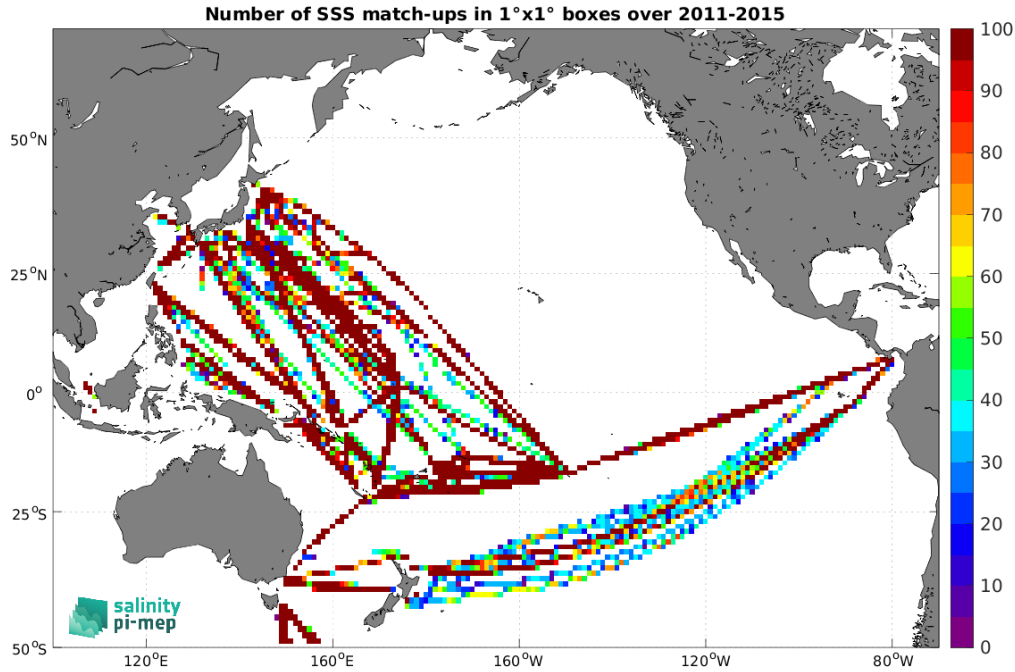 Number of SSS match-ups in 1°x1° boxes over 2011-2015
100
90
80
70
60
50
40
30
20
10
0
50°N
25°N
0°
25°S
50°S
120°E
160°E
160°W
120°W
80°W
salinity
pi-mep